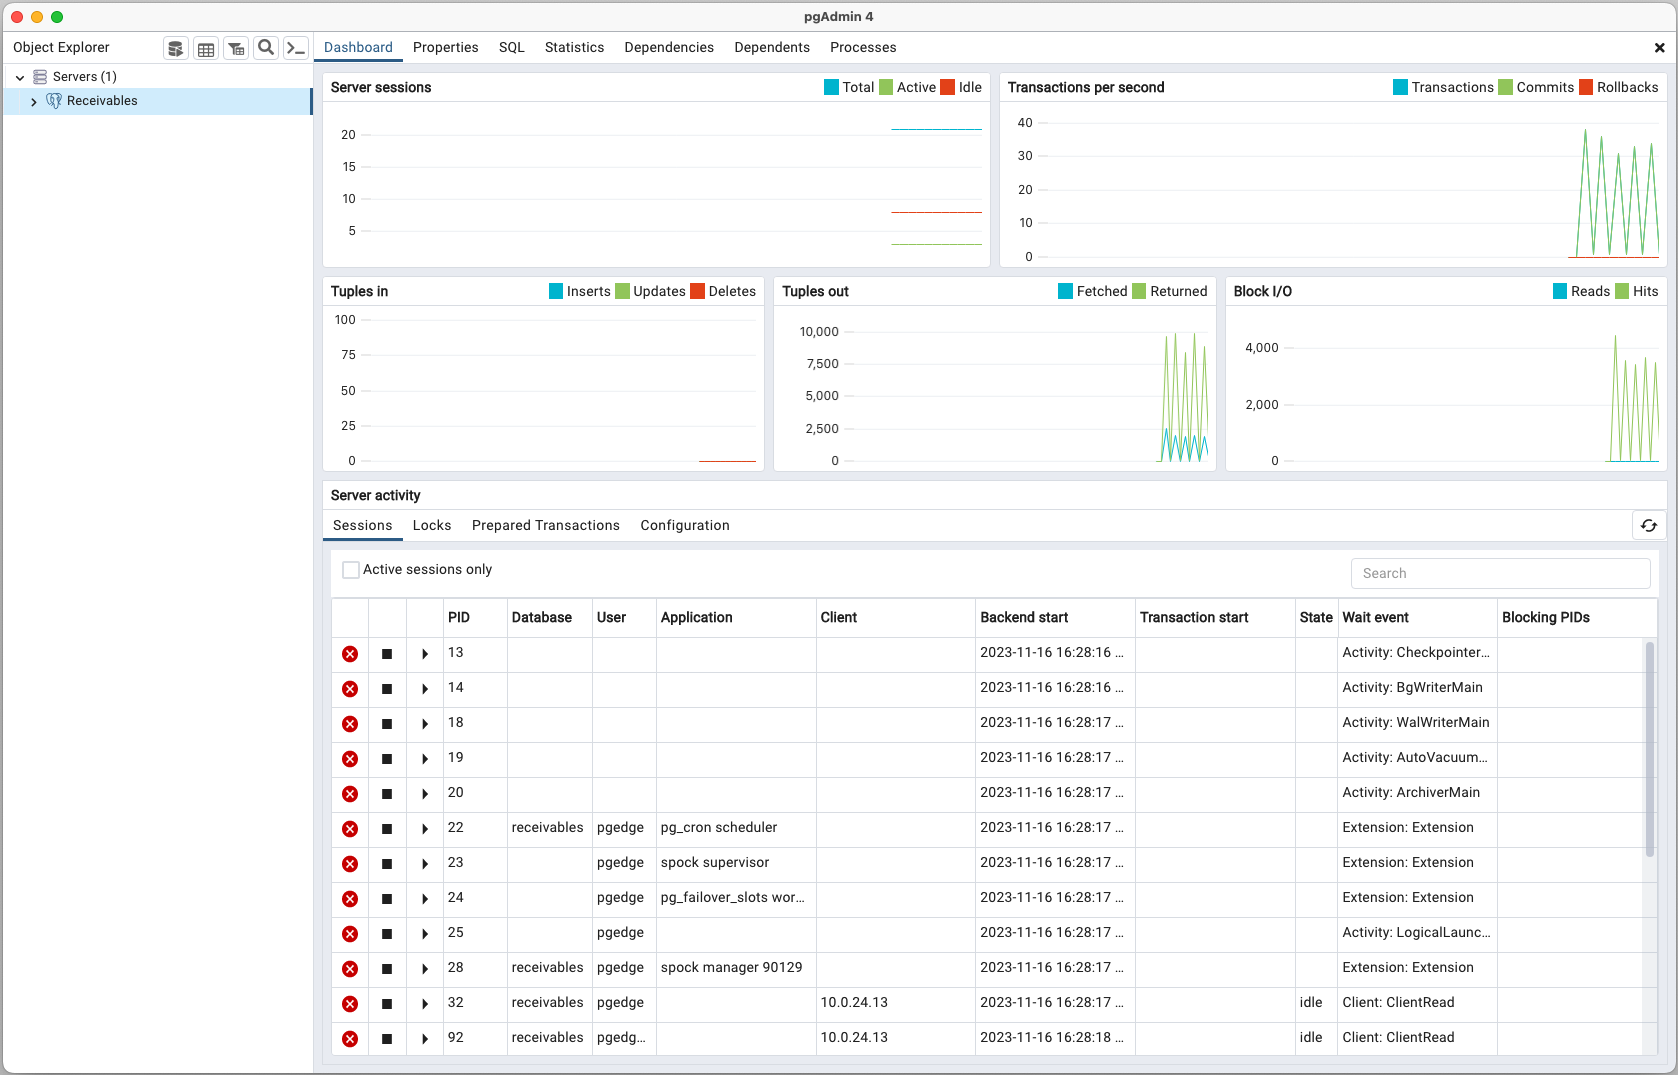 pgAdmin 4
Object Explorer
Dashboard Properties SQL Statistics Dependencies Dependents Processes
Servers (1)
Receivables
Server sessions Total Active Idle
20
15
10
5
Transactions per second Transactions Commits Rollbacks
40
30
20
10
0
Tuples in Inserts Updates Deletes
100
75
50
25
0
Tuples out Fetched Returned
10,000
7,500
5,000
2,500
0
Block I/O Reads Hits
4,000
2,000
0
Server activity
Sessions Locks Prepared Transactions Configuration
Active sessions only Search
PID Database User Application Client Backend start Transaction start State Wait event Blocking PIDs
13 2023-11-16 16:28:16 ... Activity: Checkpointer...
14 2023-11-16 16:28:16 ... Activity: BgWriterMain
18 2023-11-16 16:28:17 ... Activity: WalWriterMain
19 2023-11-16 16:28:17 ... Activity: AutoVacuum...
20 2023-11-16 16:28:17 ... Activity: ArchiverMain
22 receivables pgedge pg_cron scheduler 2023-11-16 16:28:17 ... Extension: Extension
23 pgedge spock supervisor 2023-11-16 16:28:17 ... Extension: Extension
24 pgedge pg_failover_slots wor... 2023-11-16 16:28:17 ... Extension: Extension
25 pgedge 2023-11-16 16:28:17 ... Activity: LogicalLaunc...
28 receivables pgedge spock manager 90129 2023-11-16 16:28:17 ... Extension: Extension
32 receivables pgedge 10.0.24.13 2023-11-16 16:28:17 ... idle Client: ClientRead
92 receivables pgedg... 10.0.24.13 2023-11-16 16:28:18 ... idle Client: ClientRead